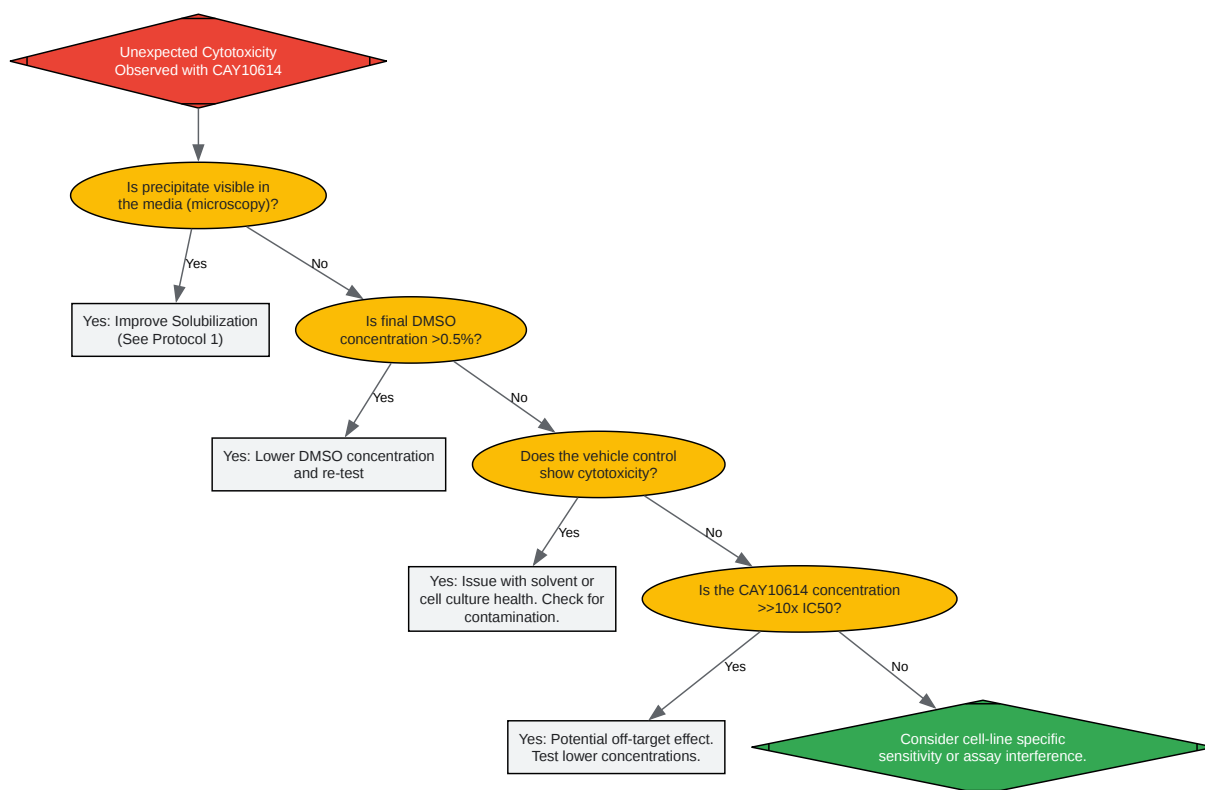 Unexpected Cytotoxicity
Observed with CAY10614
Is precipitate visible in
the media (microscopy)?
Yes
No
Yes: Improve Solubilization
(See Protocol 1)
Is final DMSO
concentration >0.5%?
Yes
No
Yes: Lower DMSO concentration
and re-test
Does the vehicle control
show cytotoxicity?
Yes
No
Yes: Issue with solvent or
cell culture health. Check for
contamination.
Is the CAY10614 concentration
>>10x IC50?
Yes
No
Yes: Potential off-target effect.
Test lower concentrations.
Consider cell-line specific
sensitivity or assay interference.